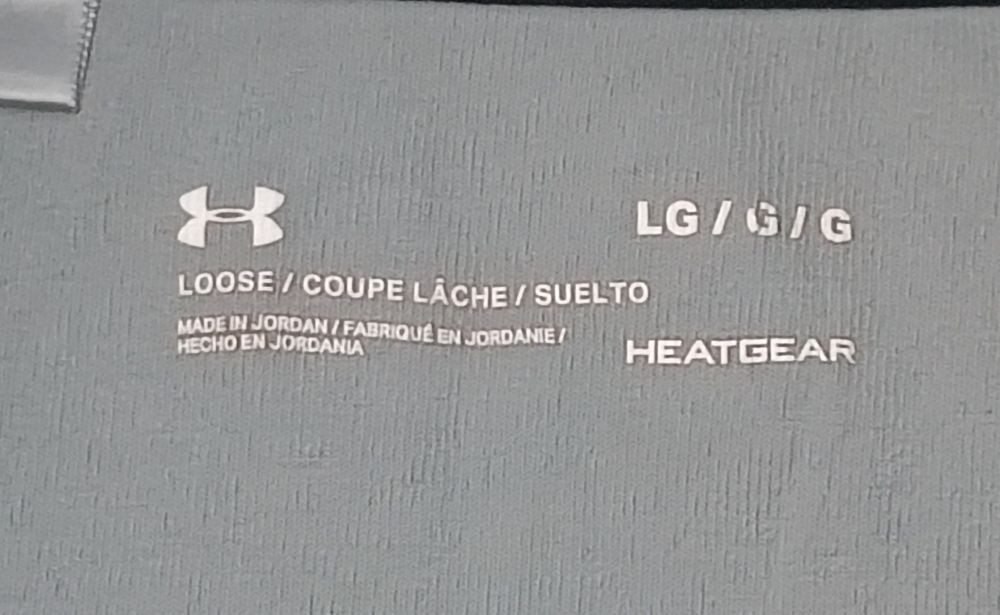 LG / G / G
LOOSE / COUPE LÂCHE / SUELTO
MADE IN JORDAN / FABRIQUÉ EN JORDANIE /
HECHO EN JORDANIA
HEATGEAR